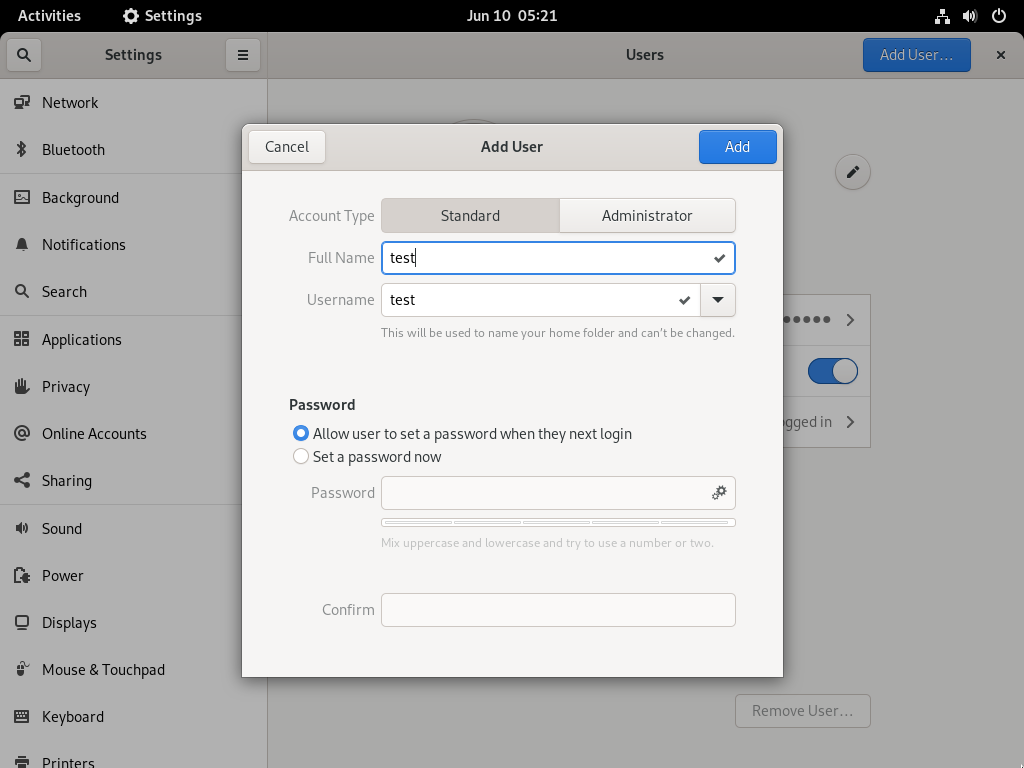 Activities Settings Jun 10 05:21
Settings Users Add User…
Network
Bluetooth
Background
Notifications
Search
Applications
Privacy
Online Accounts
Sharing
Sound
Power
Displays
Mouse & Touchpad
Keyboard
Printers
Cancel Add User Add
Account Type Standard Administrator
Full Name test
Username test
This will be used to name your home folder and can't be changed.
Password
Allow user to set a password when they next login
Set a password now
Password
Mix uppercase and lowercase and try to use a number or two.
Confirm
in
Remove User…